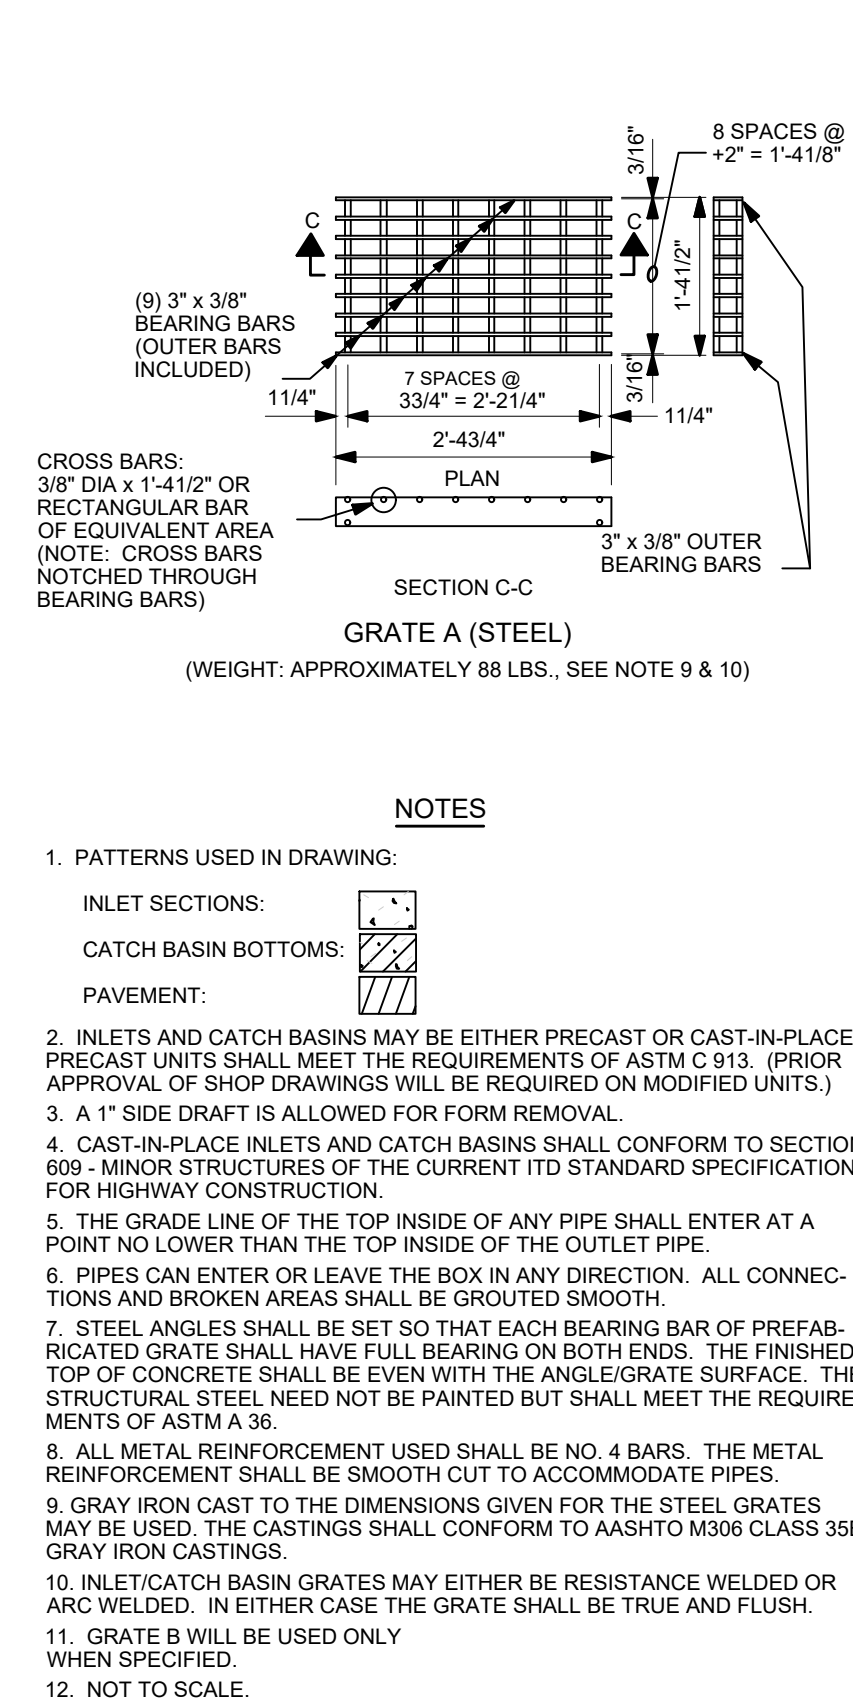 3/16"
8 SPACES @
+2" = 1'-41/8"
C
C
1'-41/2"
(9) 3" x 3/8"
BEARING BARS
(OUTER BARS
INCLUDED)
11/4"
7 SPACES @
33/4" = 2'-21/4"
3/16"
11/4"
2'-43/4"
PLAN
CROSS BARS:
3/8" DIA x 1'-41/2" OR
RECTANGULAR BAR
OF EQUIVALENT AREA
(NOTE:  CROSS BARS
NOTCHED THROUGH
BEARING BARS)
3" x 3/8" OUTER
BEARING BARS
SECTION C-C
GRATE A (STEEL)
(WEIGHT: APPROXIMATELY 88 LBS., SEE NOTE 9 & 10)
NOTES
1.  PATTERNS USED IN DRAWING:
INLET SECTIONS:
CATCH BASIN BOTTOMS:
PAVEMENT:
2.  INLETS AND CATCH BASINS MAY BE EITHER PRECAST OR CAST-IN-PLACE
PRECAST UNITS SHALL MEET THE REQUIREMENTS OF ASTM C 913.  (PRIOR
APPROVAL OF SHOP DRAWINGS WILL BE REQUIRED ON MODIFIED UNITS.)
3.  A 1" SIDE DRAFT IS ALLOWED FOR FORM REMOVAL.
4.  CAST-IN-PLACE INLETS AND CATCH BASINS SHALL CONFORM TO SECTION
609 - MINOR STRUCTURES OF THE CURRENT ITD STANDARD SPECIFICATION
FOR HIGHWAY CONSTRUCTION.
5.  THE GRADE LINE OF THE TOP INSIDE OF ANY PIPE SHALL ENTER AT A
POINT NO LOWER THAN THE TOP INSIDE OF THE OUTLET PIPE.
6.  PIPES CAN ENTER OR LEAVE THE BOX IN ANY DIRECTION.  ALL CONNEC-
TIONS AND BROKEN AREAS SHALL BE GROUTED SMOOTH.
7.  STEEL ANGLES SHALL BE SET SO THAT EACH BEARING BAR OF PREFAB-
RICATED GRATE SHALL HAVE FULL BEARING ON BOTH ENDS.  THE FINISHED
TOP OF CONCRETE SHALL BE EVEN WITH THE ANGLE/GRATE SURFACE.  THE
STRUCTURAL STEEL NEED NOT BE PAINTED BUT SHALL MEET THE REQUIRE
MENTS OF ASTM A 36.
8.  ALL METAL REINFORCEMENT USED SHALL BE NO. 4 BARS.  THE METAL
REINFORCEMENT SHALL BE SMOOTH CUT TO ACCOMMODATE PIPES.
9. GRAY IRON CAST TO THE DIMENSIONS GIVEN FOR THE STEEL GRATES
MAY BE USED. THE CASTINGS SHALL CONFORM TO AASHTO M306 CLASS 35B
GRAY IRON CASTINGS.
10. INLET/CATCH BASIN GRATES MAY EITHER BE RESISTANCE WELDED OR
ARC WELDED.  IN EITHER CASE THE GRATE SHALL BE TRUE AND FLUSH.
11.  GRATE B WILL BE USED ONLY
WHEN SPECIFIED.
12.  NOT TO SCALE.